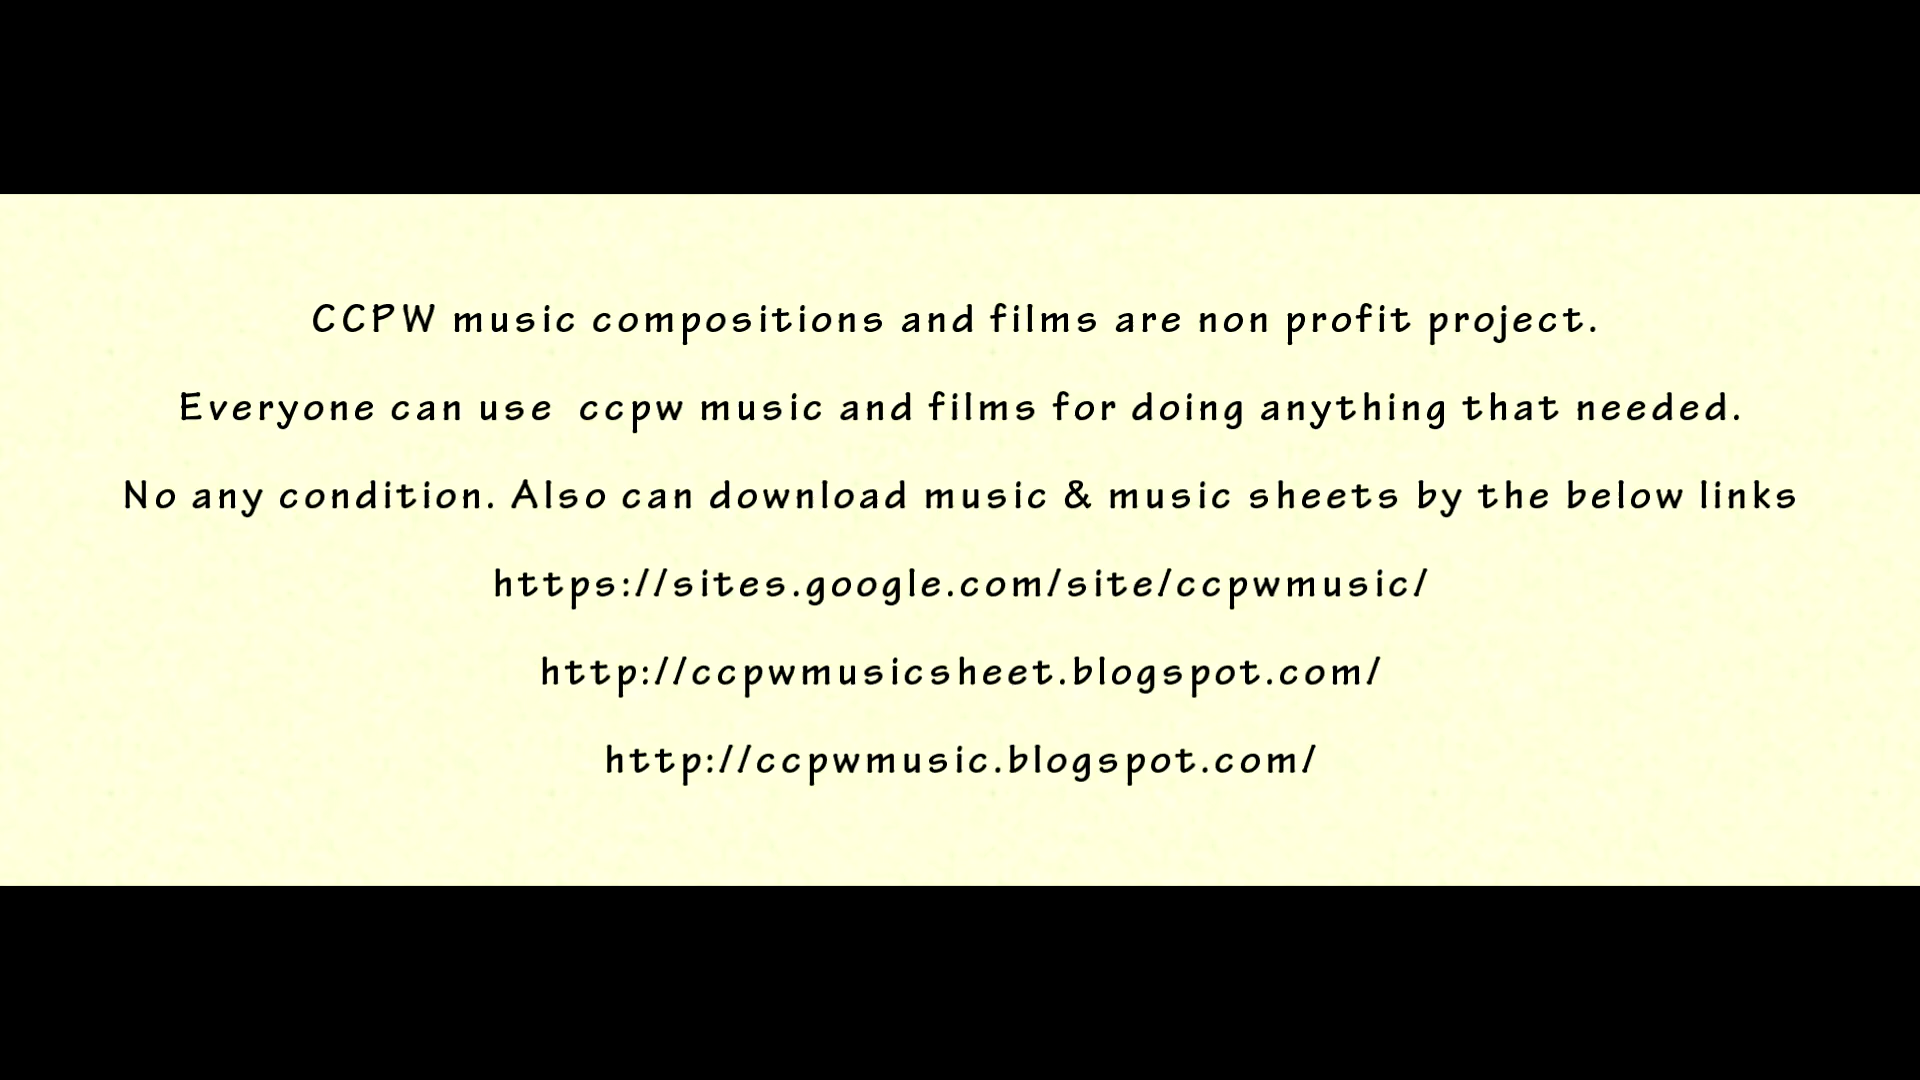 CCPW music compositions and films are non profit project.
Everyone can use  ccpw music and films for doing anything that needed.
No any condition. Also can download music & music sheets by the below links
https://sites.google.com/site/ccpwmusic/
http://ccpwmusicsheet.blogspot.com/
http://ccpwmusic.blogspot.com/